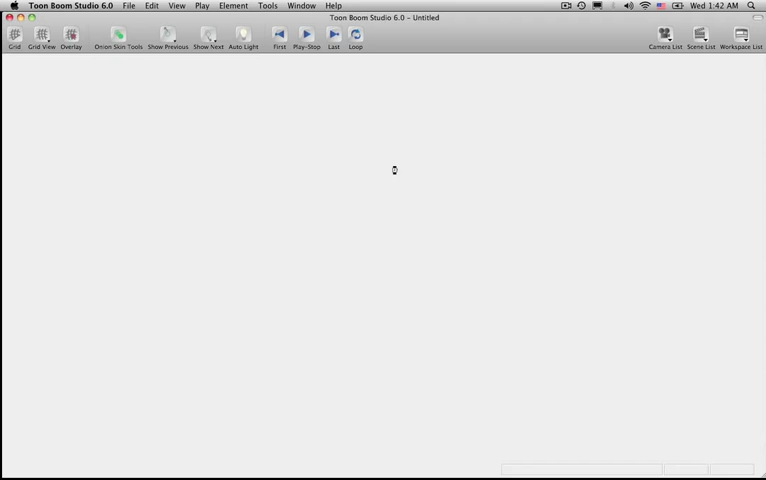 Toon Boom Studio 6.0 File Edit View Play Element Tools Window Help Wed 1:42 AM
Toon Boom Studio 6.0 – Untitled
Grid Grid View Overlay Onion Skin Tools Show Previous Show Next Auto Light First Play-Stop Last Loop Camera List Scene List Workspace List